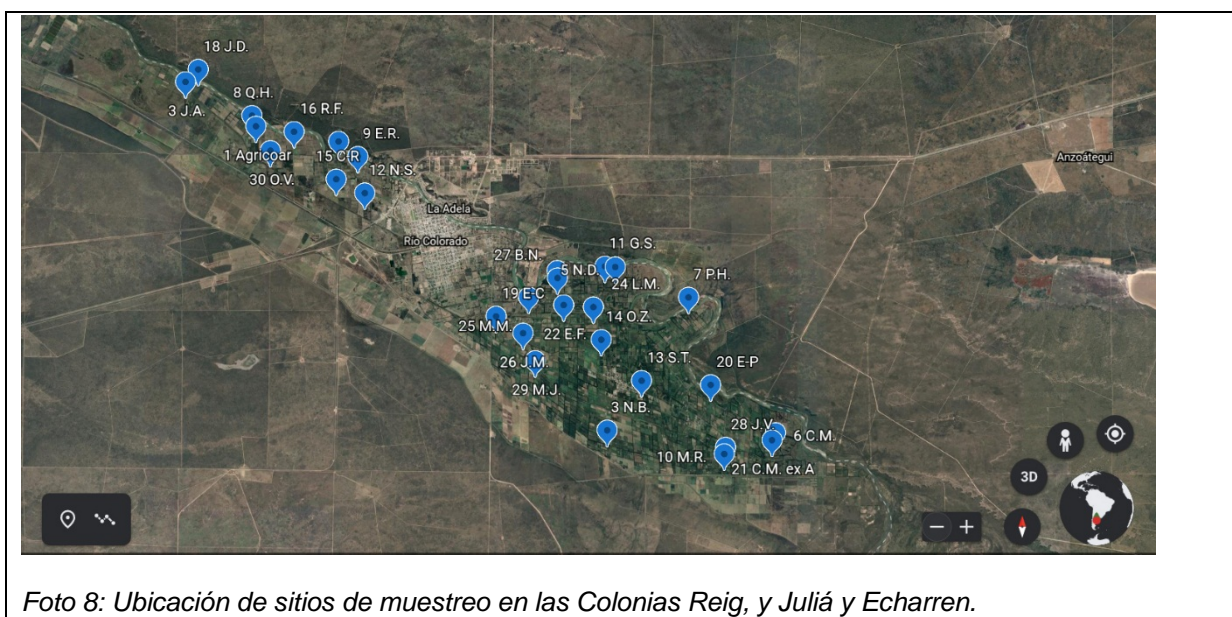 18 J.D.
3 J.A.
8 Q.H.
16 R.F.
9 E.R.
1 Agricoar
15 C-R
12 N.S.
30 O.V.
Anzoátegui
La Adela
Río Colorado
11 G.S.
27 B.N.
5 N.D.
24 L.M.
7 P.H.
19 E-C
14 O.Z.
25 M.M.
22 E.F.
26 J.M.
13 S.T.
20 E-P
29 M.J.
3 N.B.
28 J.V.
6 C.M.
10 M.R.
21 C.M. ex A
3D
Foto 8: Ubicación de sitios de muestreo en las Colonias Reig, y Juliá y Echarren.